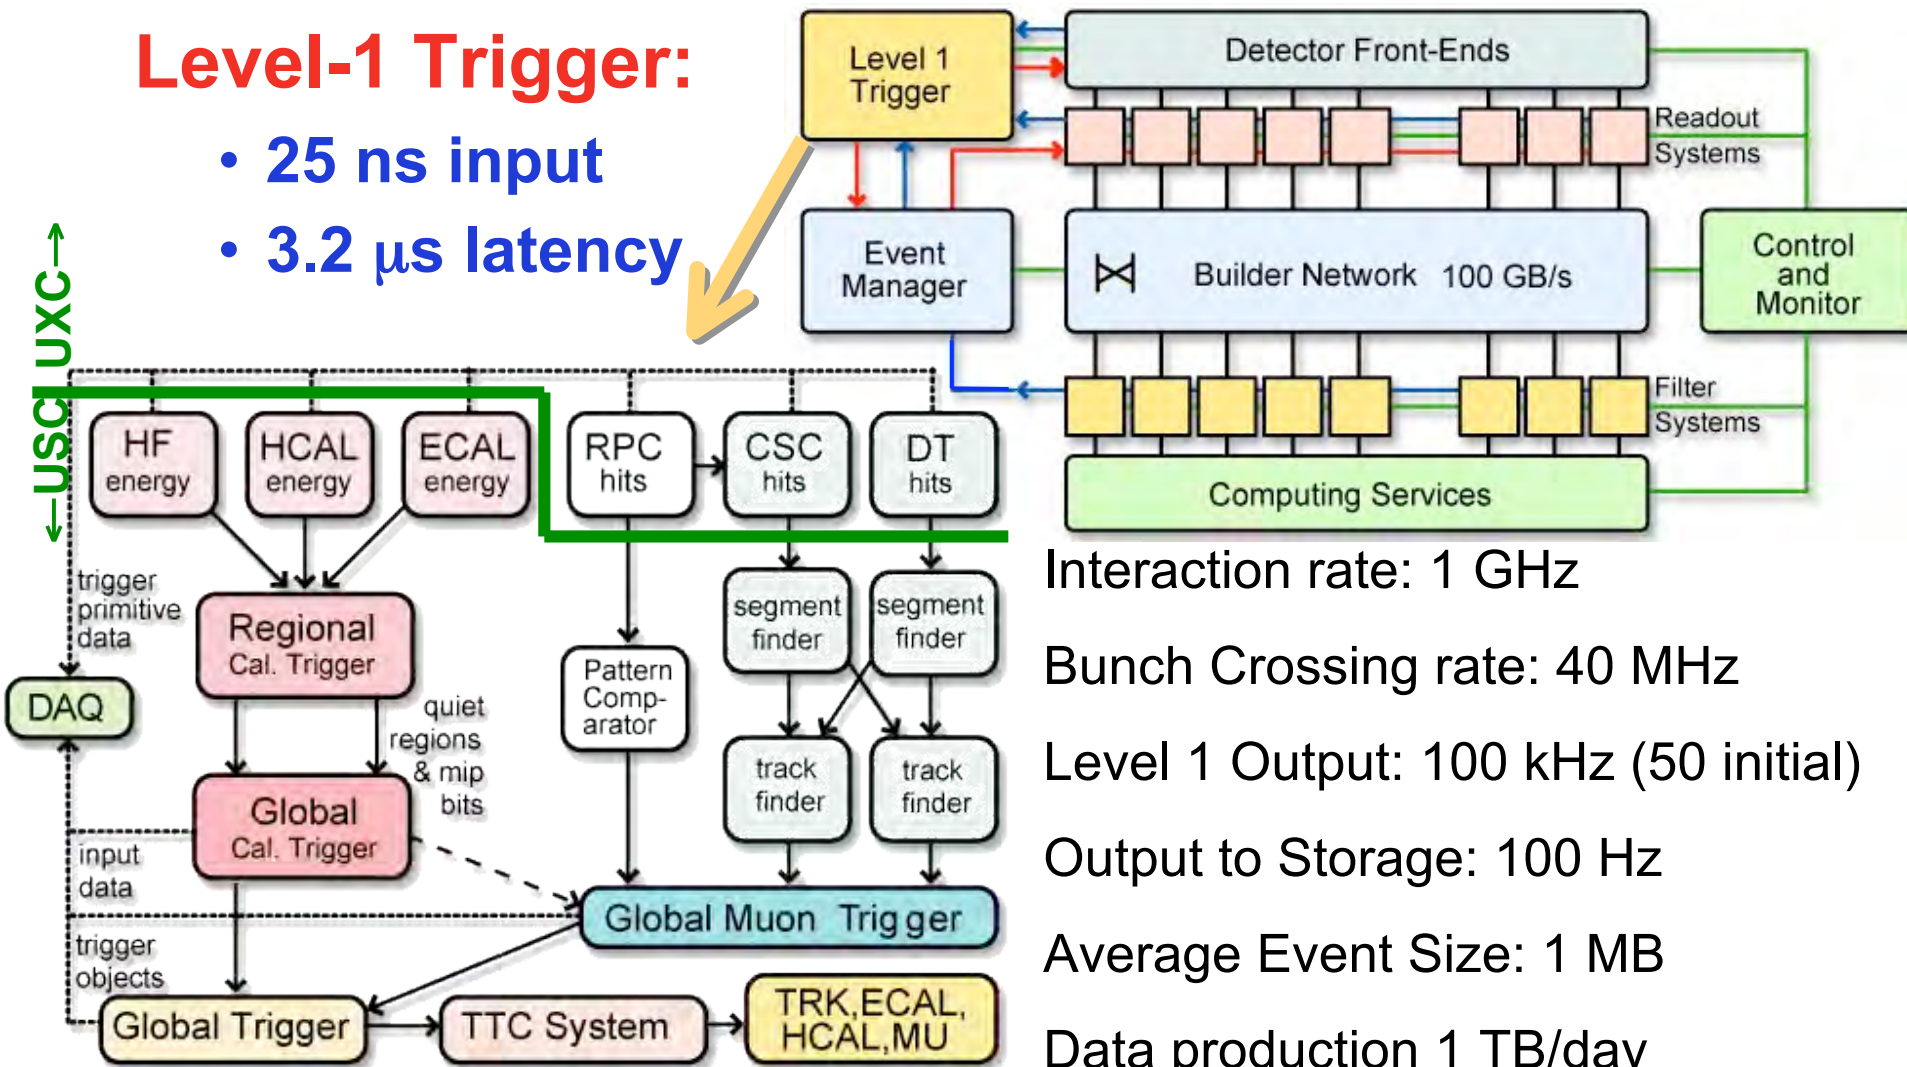 Level-1 Trigger:
• 25 ns input
• 3.2 μs latency
Level 1
Trigger
Detector Front-Ends
Readout
Systems
Event
Manager
Builder Network 100 GB/s
Control
and
Monitor
Filter
Systems
Computing Services
←USC UXC→
HF
energy
HCAL
energy
ECAL
energy
RPC
hits
CSC
hits
DT
hits
trigger
primitive
data
Regional
Cal. Trigger
segment
finder
segment
finder
Pattern
Comp-
arator
DAQ
quiet
regions
& mip
bits
track
finder
track
finder
Global
Cal. Trigger
input
data
Global Muon Trigger
trigger
objects
Global Trigger
TTC System
TRK,ECAL,
HCAL,MU
Interaction rate: 1 GHz
Bunch Crossing rate: 40 MHz
Level 1 Output: 100 kHz (50 initial)
Output to Storage: 100 Hz
Average Event Size: 1 MB
Data production 1 TB/day